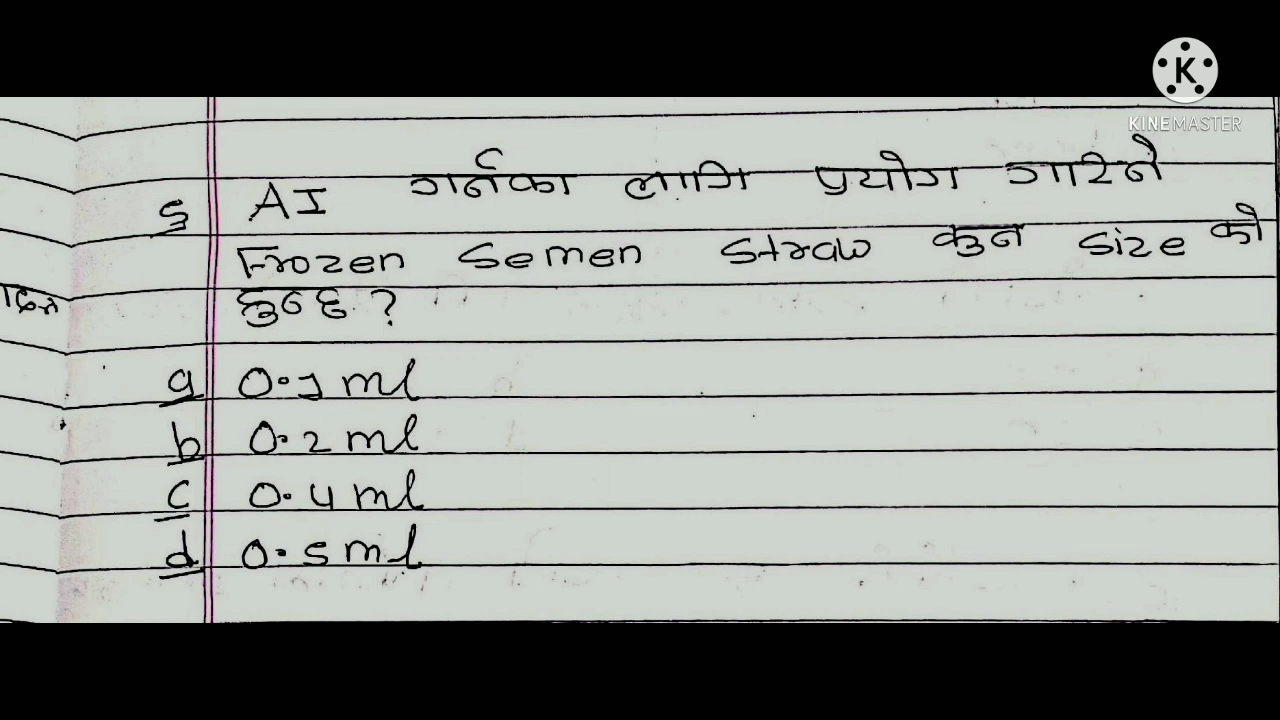 K
KINEMASTER
5 AI गर्नका लागि प्रयोग गरिने
Frozen Semen Straw कुन Size को
हुन्छ ?
a 0.1 ml
b 0.2 ml
c 0.4 ml
d 0.5 ml